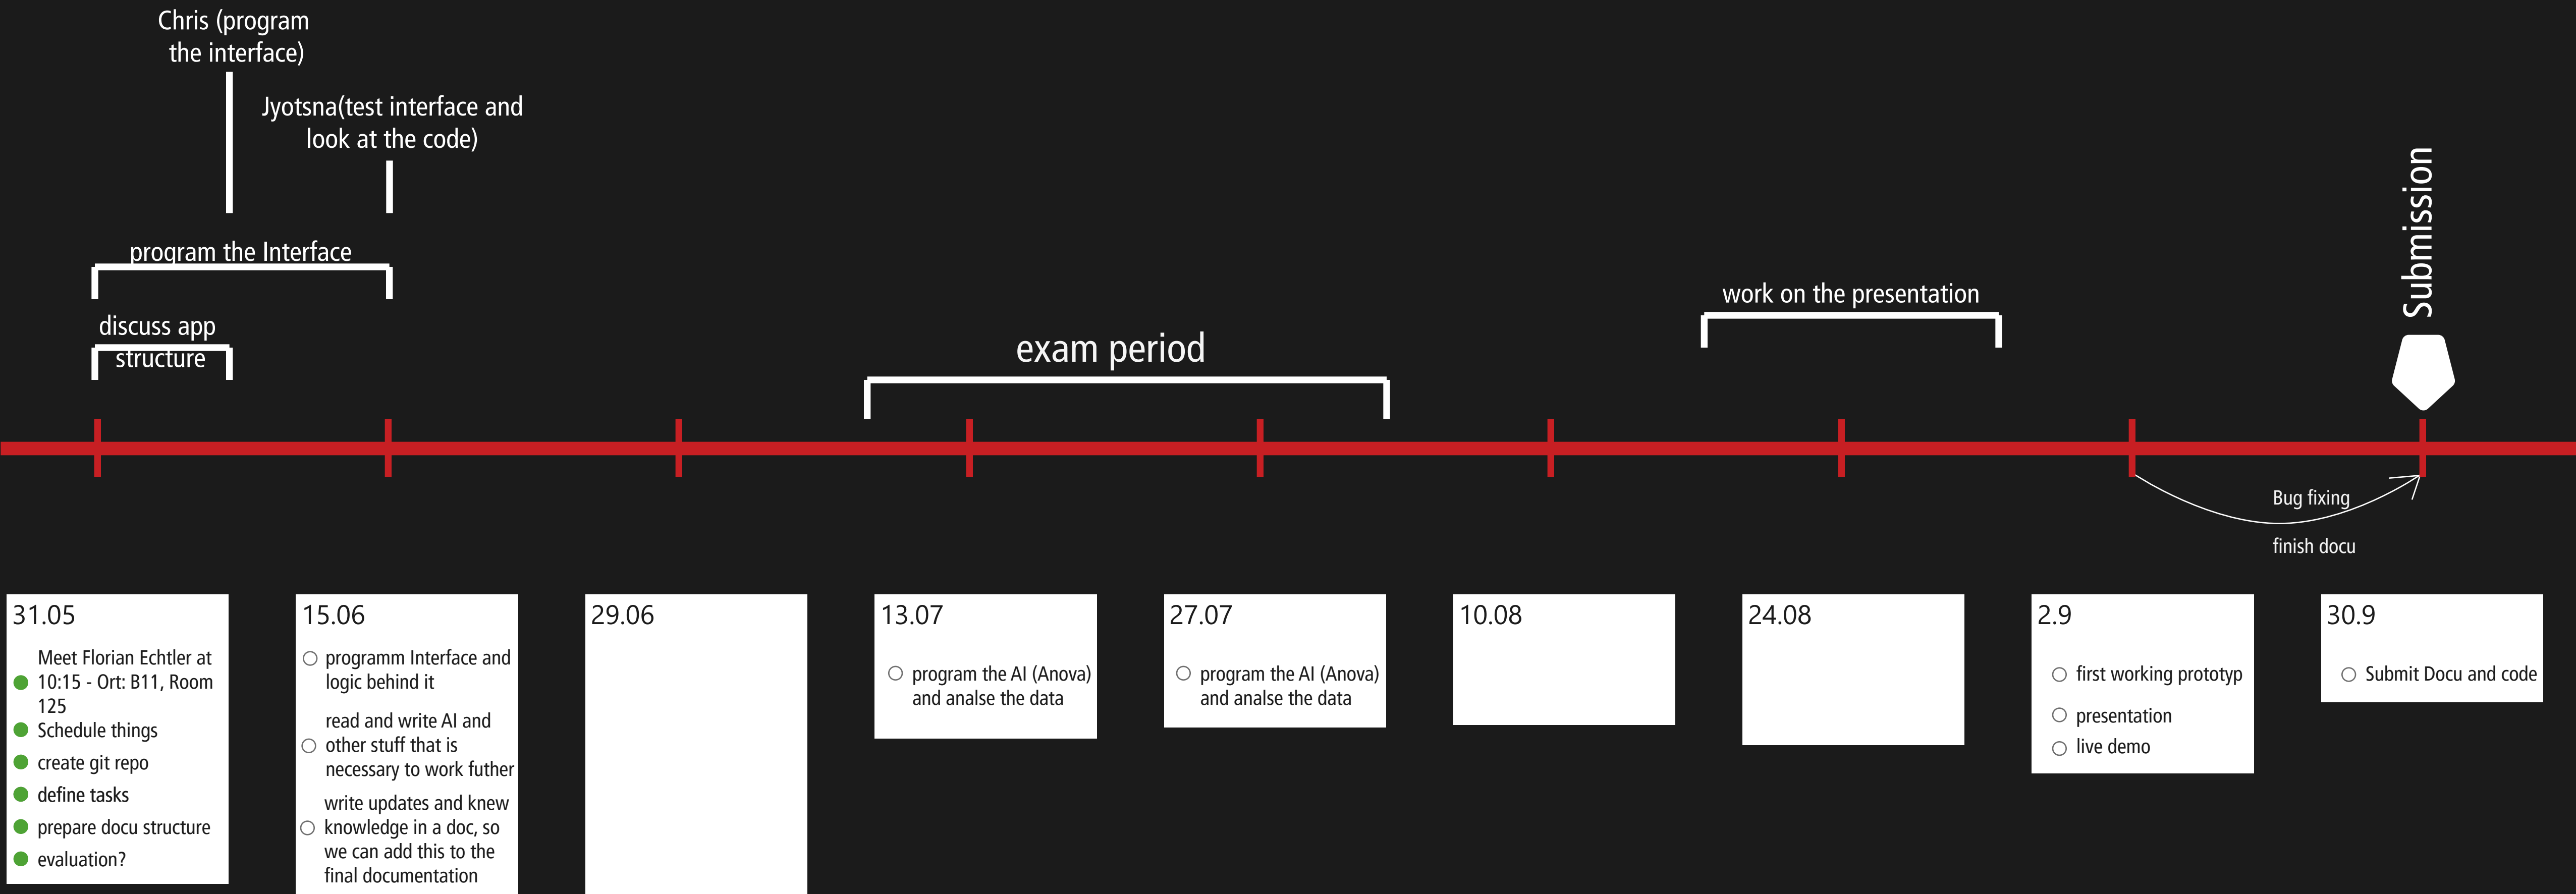 Chris (program
the interface)
Jyotsna(test interface and
look at the code)
program the Interface
discuss app
structure
exam period
work on the presentation
Submission
Bug fixing
finish docu
31.05
Meet Florian Echtler at
10:15 - Ort: B11, Room
125
Schedule things
create git repo
define tasks
prepare docu structure
evaluation?
15.06
programm Interface and
logic behind it
read and write AI and
other stuff that is
necessary to work futher
write updates and knew
knowledge in a doc, so
we can add this to the
final documentation
29.06
13.07
program the AI (Anova)
and analse the data
27.07
program the AI (Anova)
and analse the data
10.08
24.08
2.9
first working prototyp
presentation
live demo
30.9
Submit Docu and code